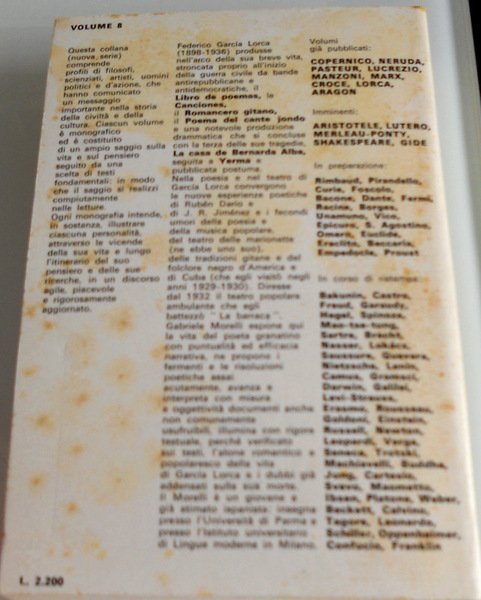 VOLUME 8
Questa collana
(nuova serie)
comprende
profili di filosofi,
scienziati, artisti, uomini
politici e d'azione, che
hanno comunicato
un messaggio
importante nella storia
della civiltà e della
cultura. Ciascun volume
è monografico
ed è costituito
di un ampio saggio sulla
vita e sul pensiero
seguito da una
scelta di testi
fondamentali: in modo
che il saggio si realizzi
compiutamente
nelle letture.
Ogni monografia intende,
in sostanza, illustrare
ciascuna personalità,
attraverso le vicende
della sua vita e lungo
l'itinerario del suo
pensiero e delle sue
ricerche, in un discorso
agile, piacevole
e rigorosamente
aggiornato.
L. 2.200
Federico García Lorca
(1898-1936) produsse
nell'arco della sua breve vita,
stroncata proprio all'inizio
della guerra civile da bande
antirepubblicane e
antidemocratiche, il
Libro de poemas, le
Canciones,
il Romancero gitano,
il Poema del cante jondo
e una notevole produzione
drammatica che si conclude
con la terza delle sue tragedie,
La casa de Bernarda Alba,
seguita a Yerma e
pubblicata postuma.
Nella poesia e nel teatro di
García Lorca convergono
le nuove esperienze poetiche
di Rubén Darío e
di J. R. Jiménez e i fecondi
umori della poesia e
della musica popolare,
del teatro delle marionette
(ne ebbe uno suo),
delle tradizioni gitane e del
folclore negro d'America e
di Cuba (che egli visitò negli
anni 1929-1930). Diresse
dal 1932 il teatro popolare
ambulante che egli
battezzò "La barraca".
Gabriele Morelli espone qui
la vita del poeta granatino
con puntualità ed efficacia
narrativa, ne propone i
fermenti e le risoluzioni
poetiche assai
acutamente, avanza e
interpreta con misura
e oggettività documenti anche
non comunemente
usufruibili, illumina con rigore
testuale, perché verificato
sui testi, l'alone romantico e
popolaresco della vita
di García Lorca e i dubbi già
addensati sulla sua morte.
Il Morelli è un giovane e
già stimato ispanista: insegna
presso l'Università di Parma e
presso l'Istituto universitario
di Lingue moderne in Milano.
Volumi
già pubblicati:
COPERNICO, NERUDA,
PASTEUR, LUCREZIO,
MANZONI, MARX,
CROCE, LORCA,
ARAGON
Imminenti:
ARISTOTELE, LUTERO,
MERLEAU-PONTY,
SHAKESPEARE, GIDE
In preparazione:
Rimbaud, Pirandello,
Curie, Foscolo,
Bacone, Dante, Fermi,
Racine, Borges,
Unamuno, Vico,
Epicuro, S. Agostino,
Omero, Euclide,
Eraclito, Beccaria,
Empedocle, Proust
In corso di ristampa:
Bakunin, Castro,
Freud, Garaudy,
Hegel, Spinoza,
Mao-tse-tung,
Sartre, Brecht,
Nasser, Lukács,
Saussure, Guevara,
Nietzsche, Lenin,
Camus, Gramsci,
Darwin, Galilei,
Levi-Strauss,
Erasmo, Rousseau,
Goldoni, Einstein,
Russell, Newton,
Leopardi, Verga,
Seneca, Trotski,
Machiavelli, Buddha,
Jung, Cartesio,
Svevo, Maometto,
Ibsen, Platone, Weber,
Beckett, Calvino,
Tagore, Leonardo,
Schiller, Oppenheimer,
Confucio, Franklin